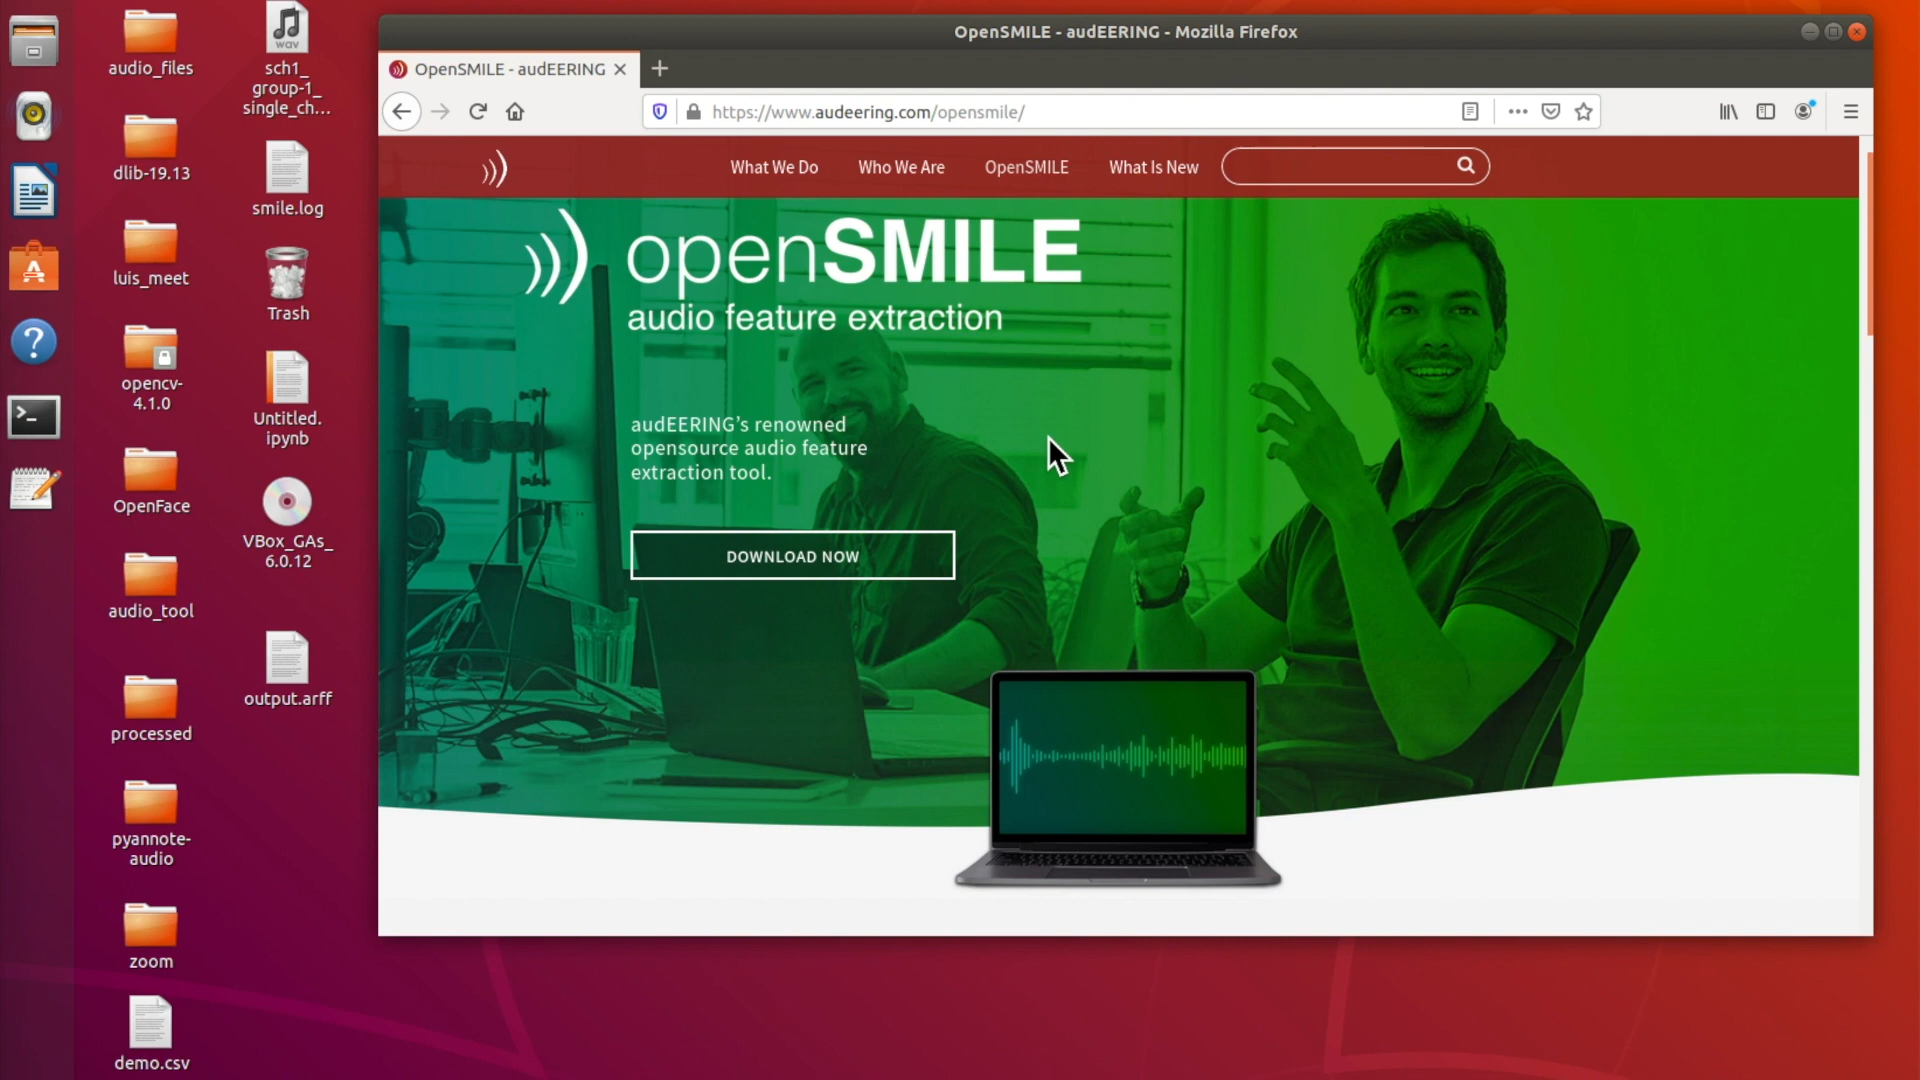 audio_files
dlib-19.13
luis_meet
opencv-
4.1.0
OpenFace
audio_tool
processed
pyannote-
audio
zoom
demo.csv
wav
sch1_
group-1_
single_ch...
smile.log
Trash
Untitled.
ipynb
VBox_GAs_
6.0.12
output.arff
OpenSMILE - audEERING - Mozilla Firefox
OpenSMILE - audEERING
https://www.audeering.com/opensmile/
What We Do Who We Are OpenSMILE What Is New
openSMILE
audio feature extraction
audEERING’s renowned
opensource audio feature
extraction tool.
DOWNLOAD NOW